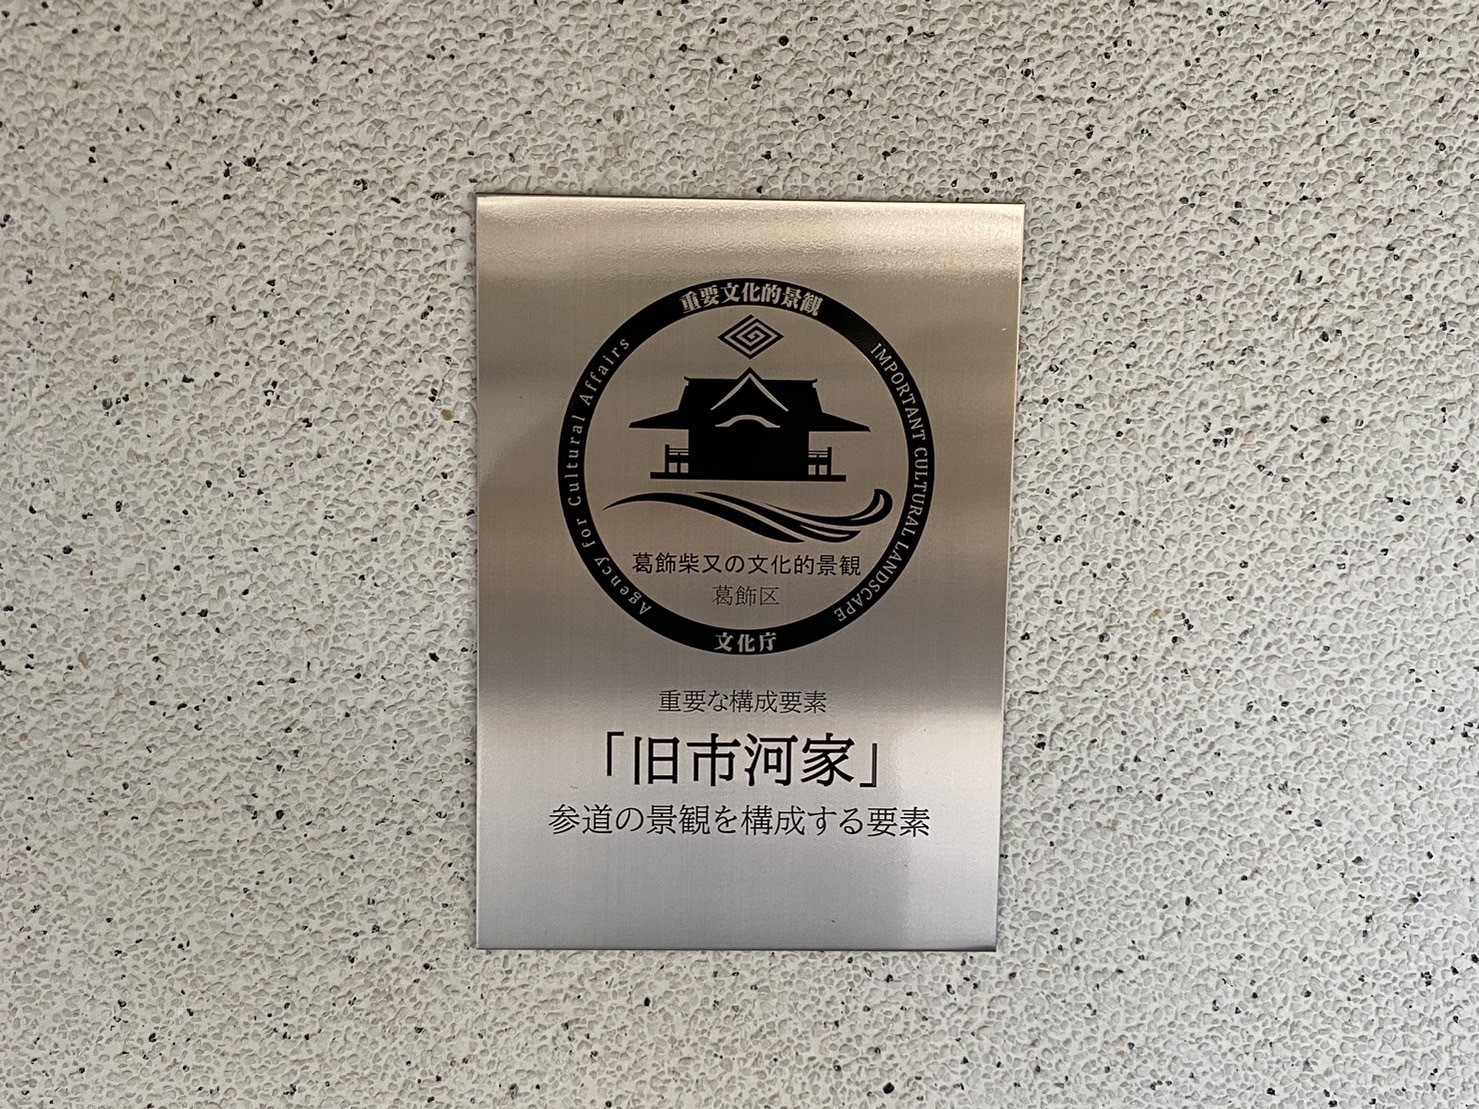 重要文化的景観
Agency for Cultural Affairs
IMPORTANT CULTURAL LANDSCAPE
葛飾柴又の文化的景観
葛飾区
文化庁
重要な構成要素
「旧市河家」
参道の景観を構成する要素